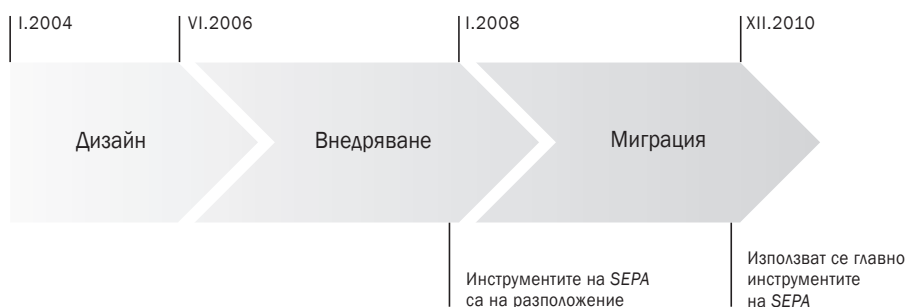 I.2004
VI.2006
I.2008
XII.2010
Дизайн
Внедряване
Миграция
Инструментите на SEPA
са на разположение
Използват се главно
инструментите
на SEPA